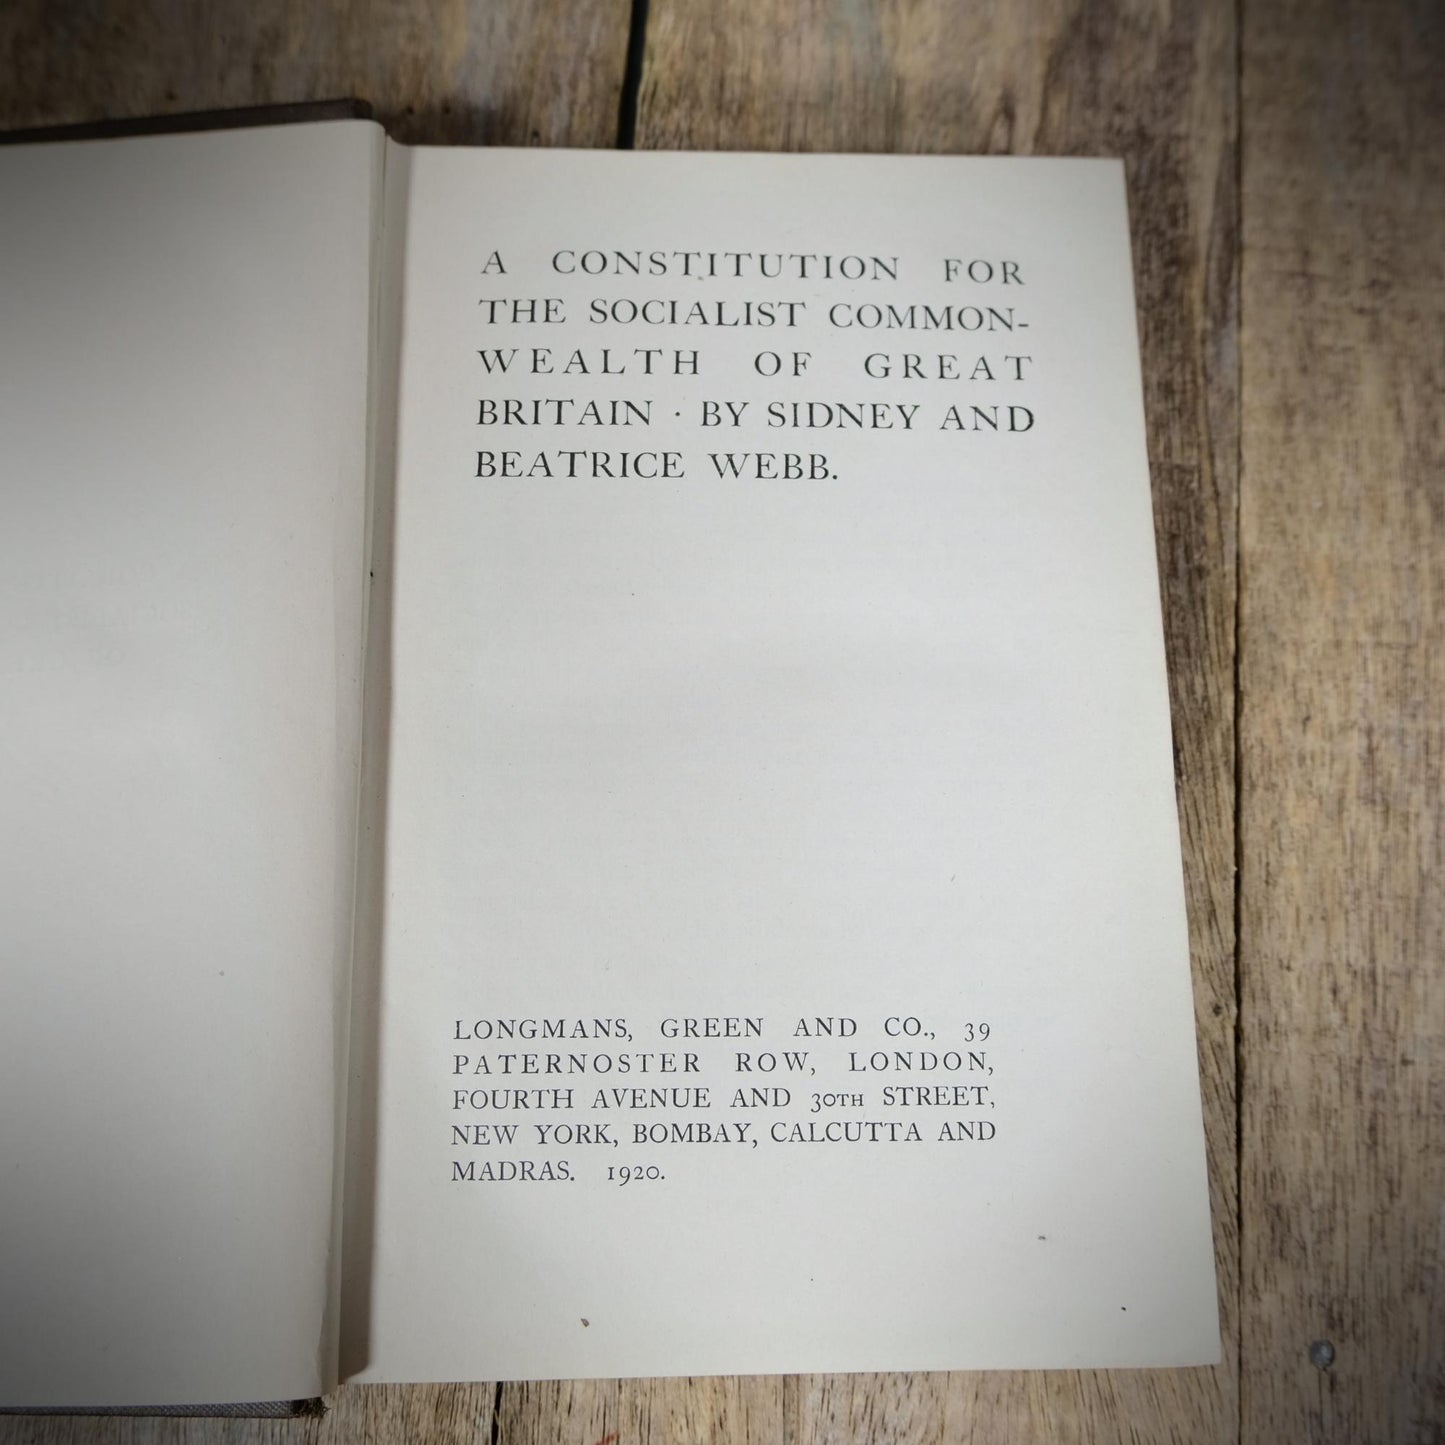 A CONSTITUTION FOR
THE SOCIALIST COMMON-
WEALTH OF GREAT
BRITAIN · BY SIDNEY AND
BEATRICE WEBB.
LONGMANS, GREEN AND CO., 39
PATERNOSTER ROW, LONDON,
FOURTH AVENUE AND 30TH STREET,
NEW YORK, BOMBAY, CALCUTTA AND
MADRAS. 1920.